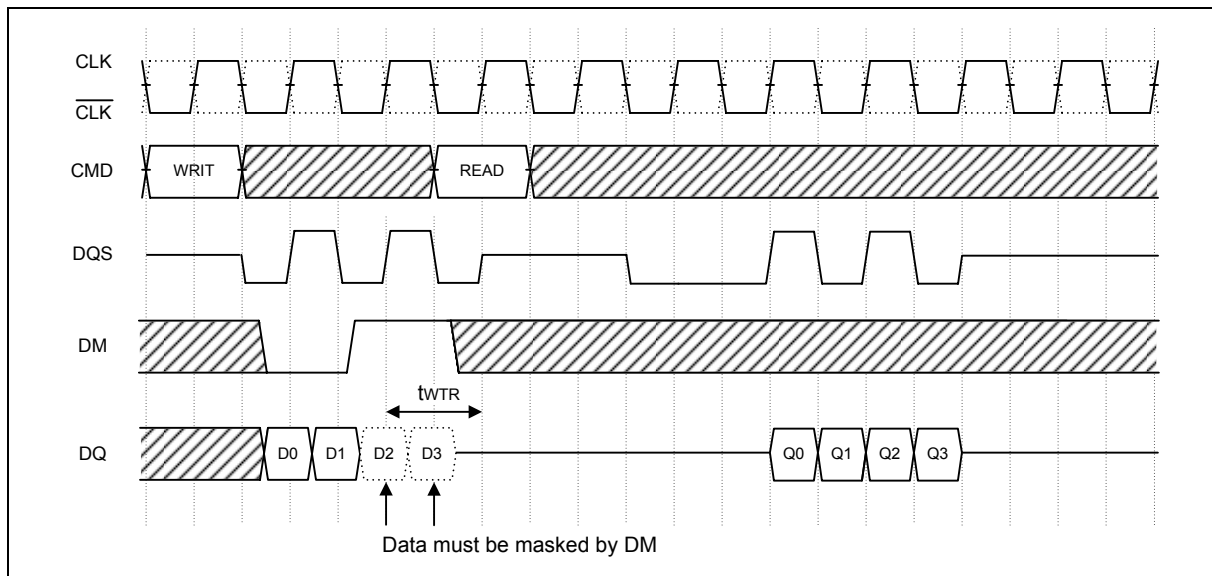 CLK
CLK
CMD WRIT READ
DQS
DM
tWTR
DQ D0 D1 D2 D3 Q0 Q1 Q2 Q3
Data must be masked by DM